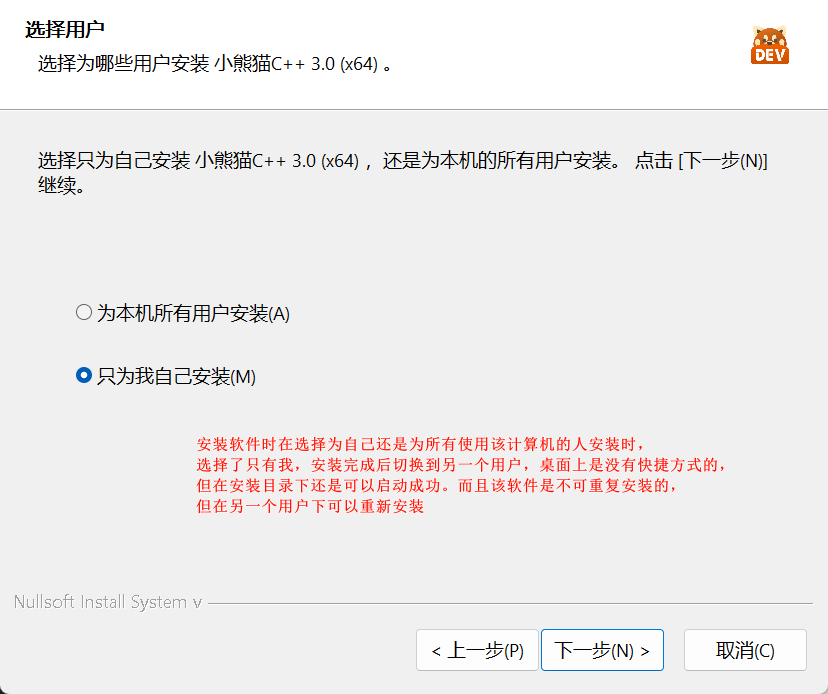 选择用户
选择为哪些用户安装 小熊猫C++ 3.0 (x64) 。
DEV
选择只为自己安装 小熊猫C++ 3.0 (x64) ，还是为本机的所有用户安装。 点击 [下一步(N)]
继续。
为本机所有用户安装(A)
只为我自己安装(M)
安装软件时在选择为自己还是为所有使用该计算机的人安装时，
选择了只有我，安装完成后切换到另一个用户，桌面上是没有快捷方式的，
但在安装目录下还是可以启动成功。而且该软件是不可重复安装的，
但在另一个用户下可以重新安装
Nullsoft Install System v
< 上一步(P)
下一步(N) >
取消(C)